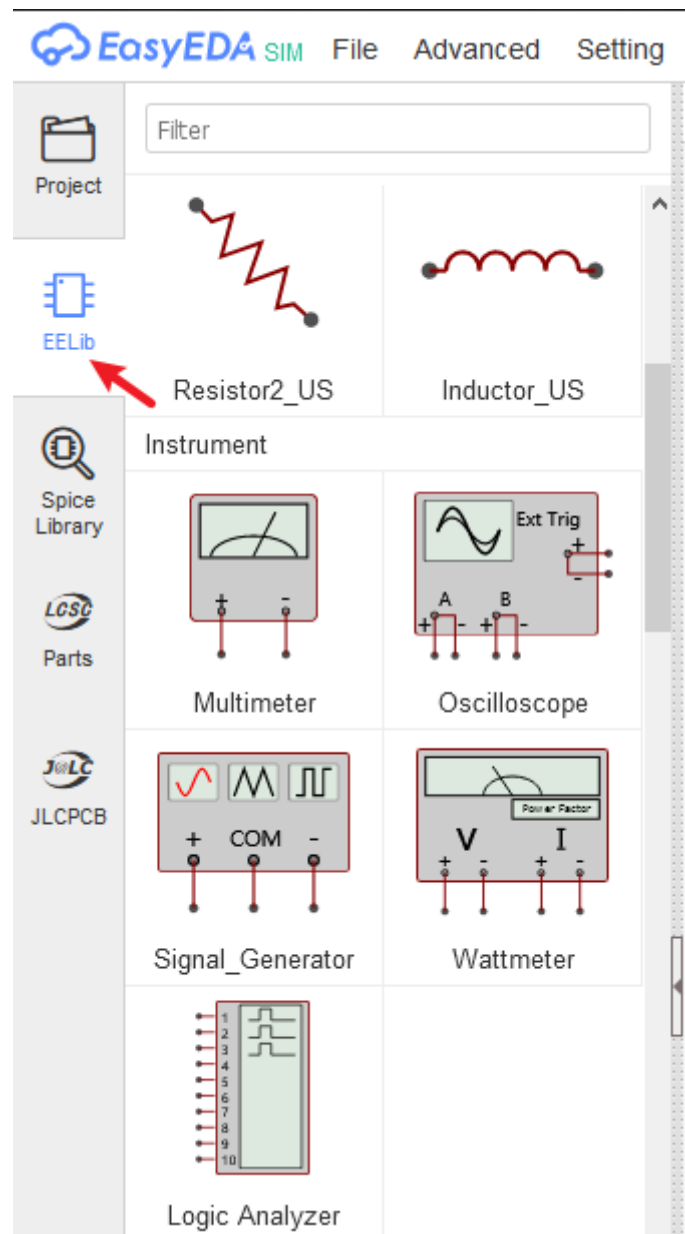 EasyEDA SIM File Advanced Setting
Filter
Project
EELib
Spice
Library
LCSC
Parts
J@LC
JLCPCB
Resistor2_US Inductor_US
Instrument
+ -
Multimeter
Ext Trig
+
-
A B
+ - + -
Oscilloscope
+ COM -
Signal_Generator
Power Factor
V I
+ - + -
Wattmeter
1
2
3
4
5
6
7
8
9
10
Logic Analyzer